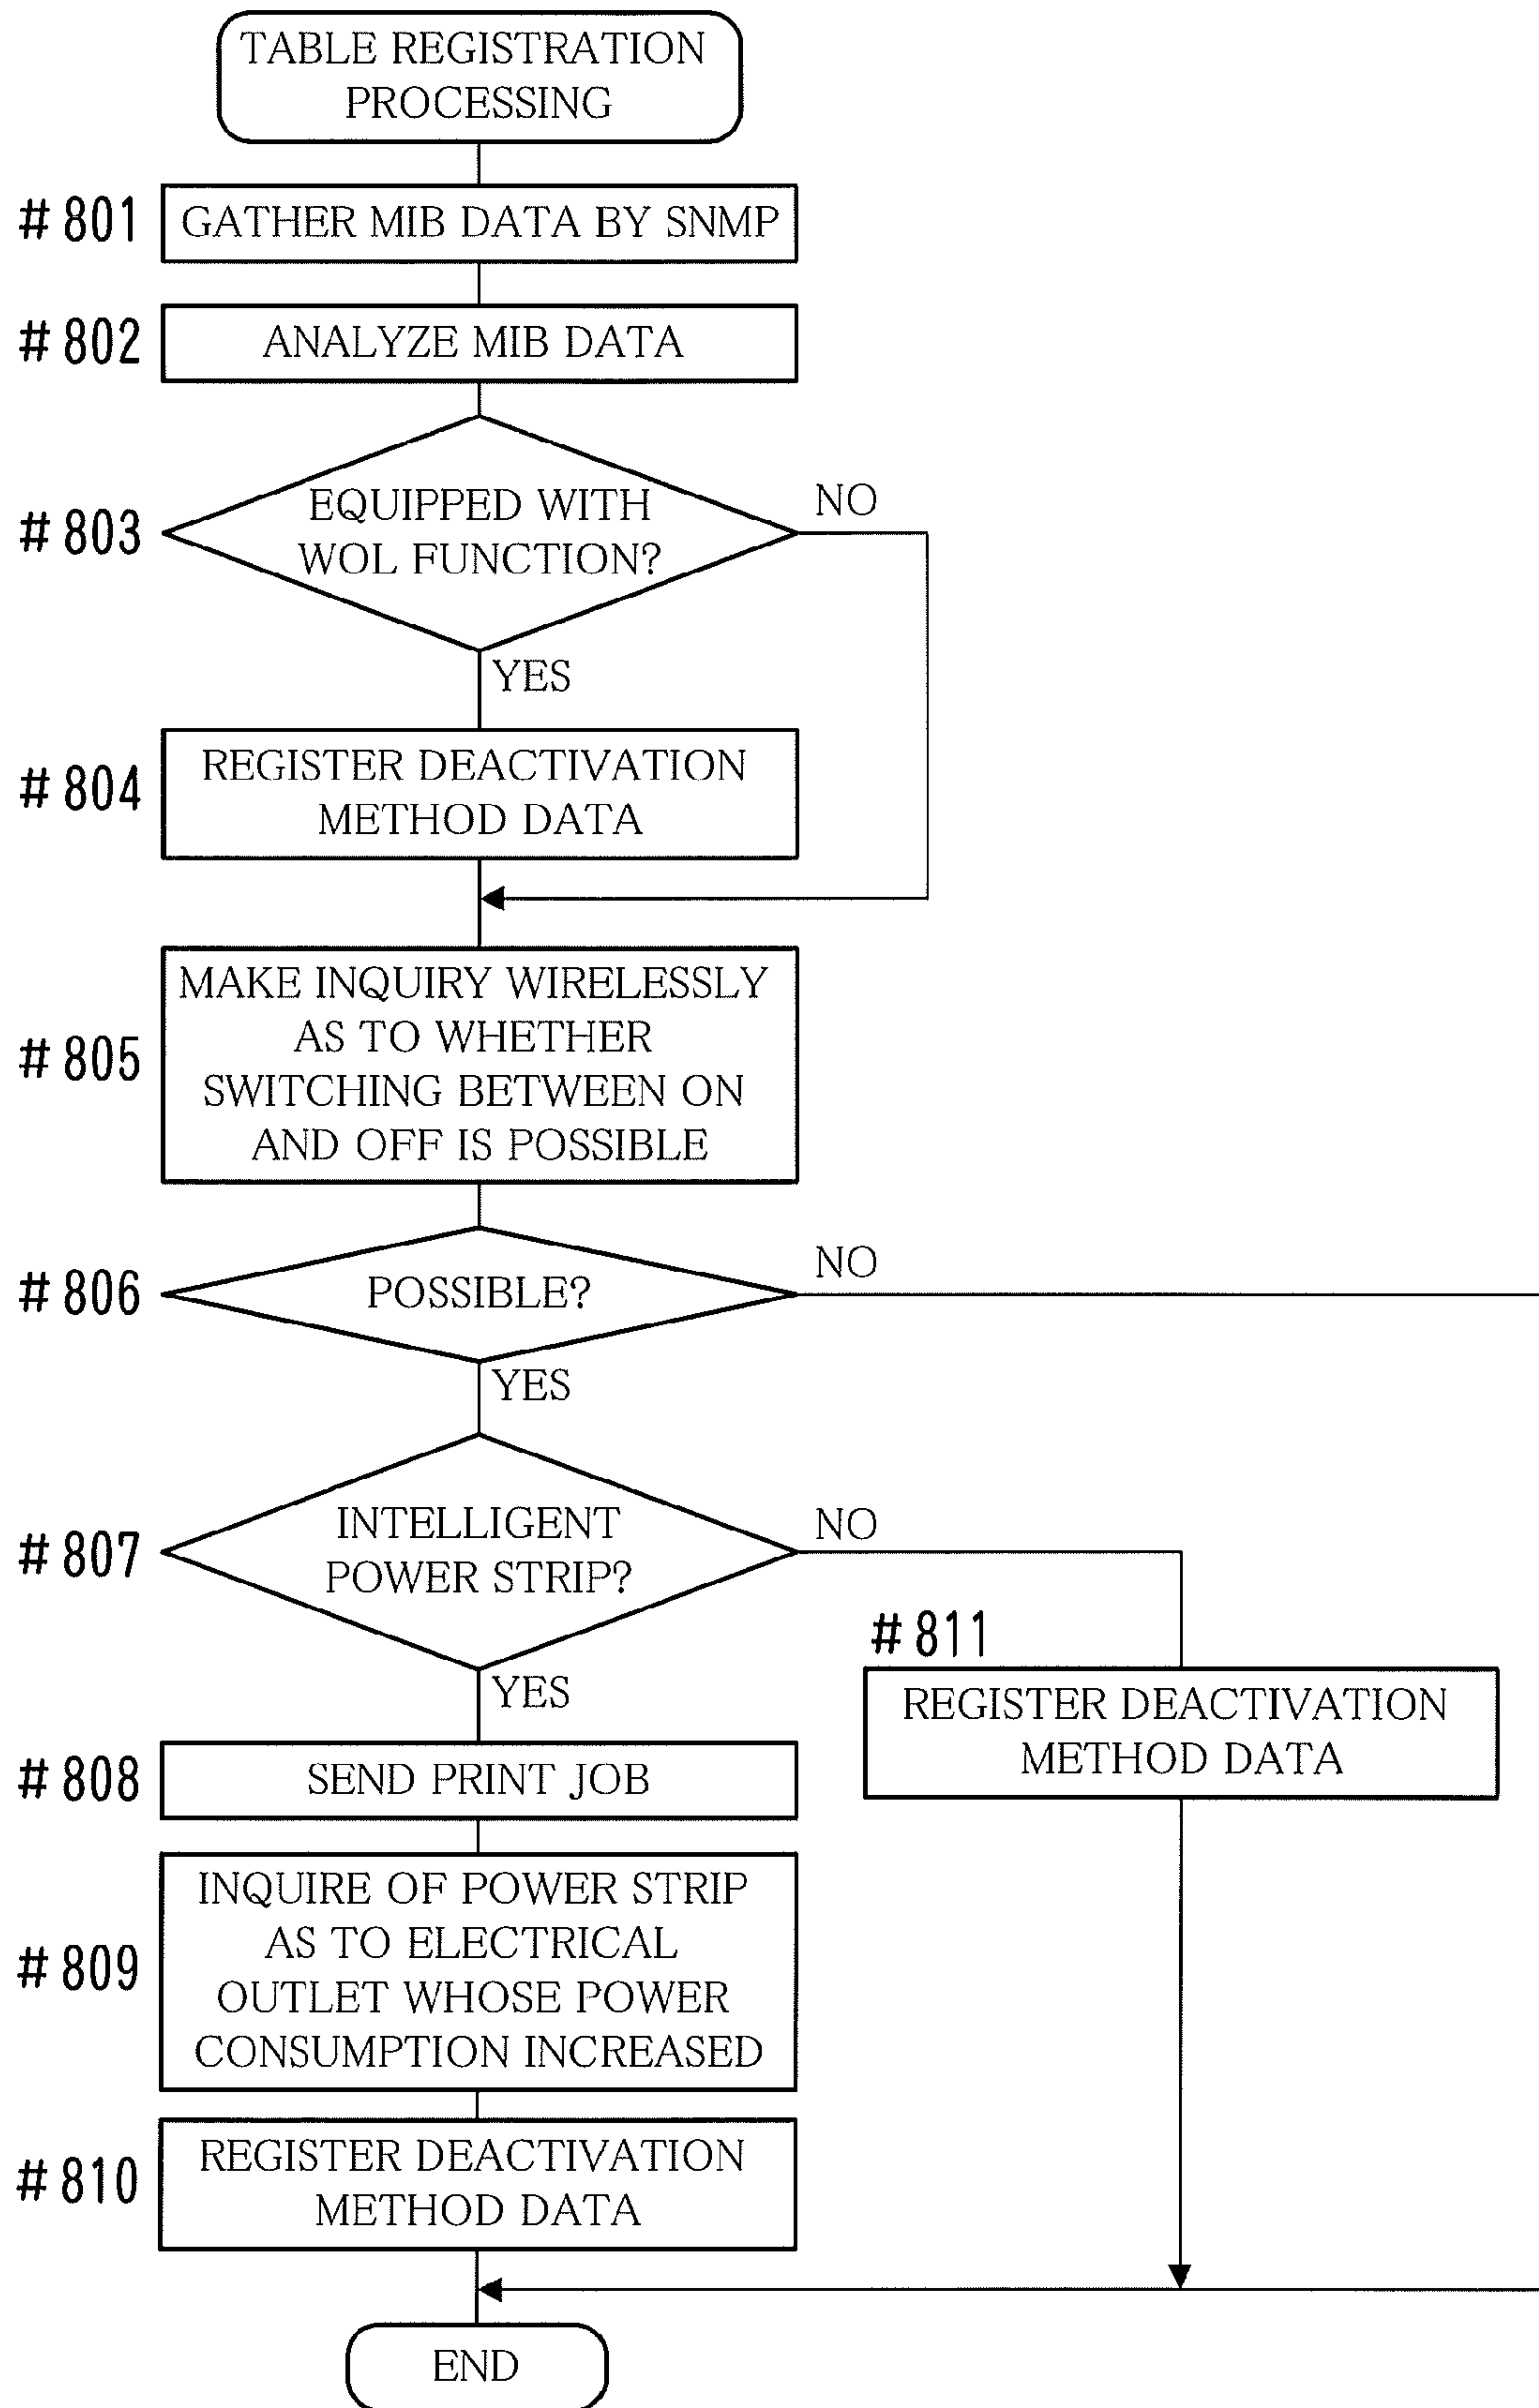 TABLE REGISTRATION
PROCESSING
#801
GATHER MIB DATA BY SNMP
#802
ANALYZE MIB DATA
#803
EQUIPPED WITH
WOL FUNCTION?
NO
YES
#804
REGISTER DEACTIVATION
METHOD DATA
#805
MAKE INQUIRY WIRELESSLY
AS TO WHETHER
SWITCHING BETWEEN ON
AND OFF IS POSSIBLE
#806
POSSIBLE?
NO
YES
#807
INTELLIGENT
POWER STRIP?
NO
YES
#811
REGISTER DEACTIVATION
METHOD DATA
#808
SEND PRINT JOB
#809
INQUIRE OF POWER STRIP
AS TO ELECTRICAL
OUTLET WHOSE POWER
CONSUMPTION INCREASED
#810
REGISTER DEACTIVATION
METHOD DATA
END